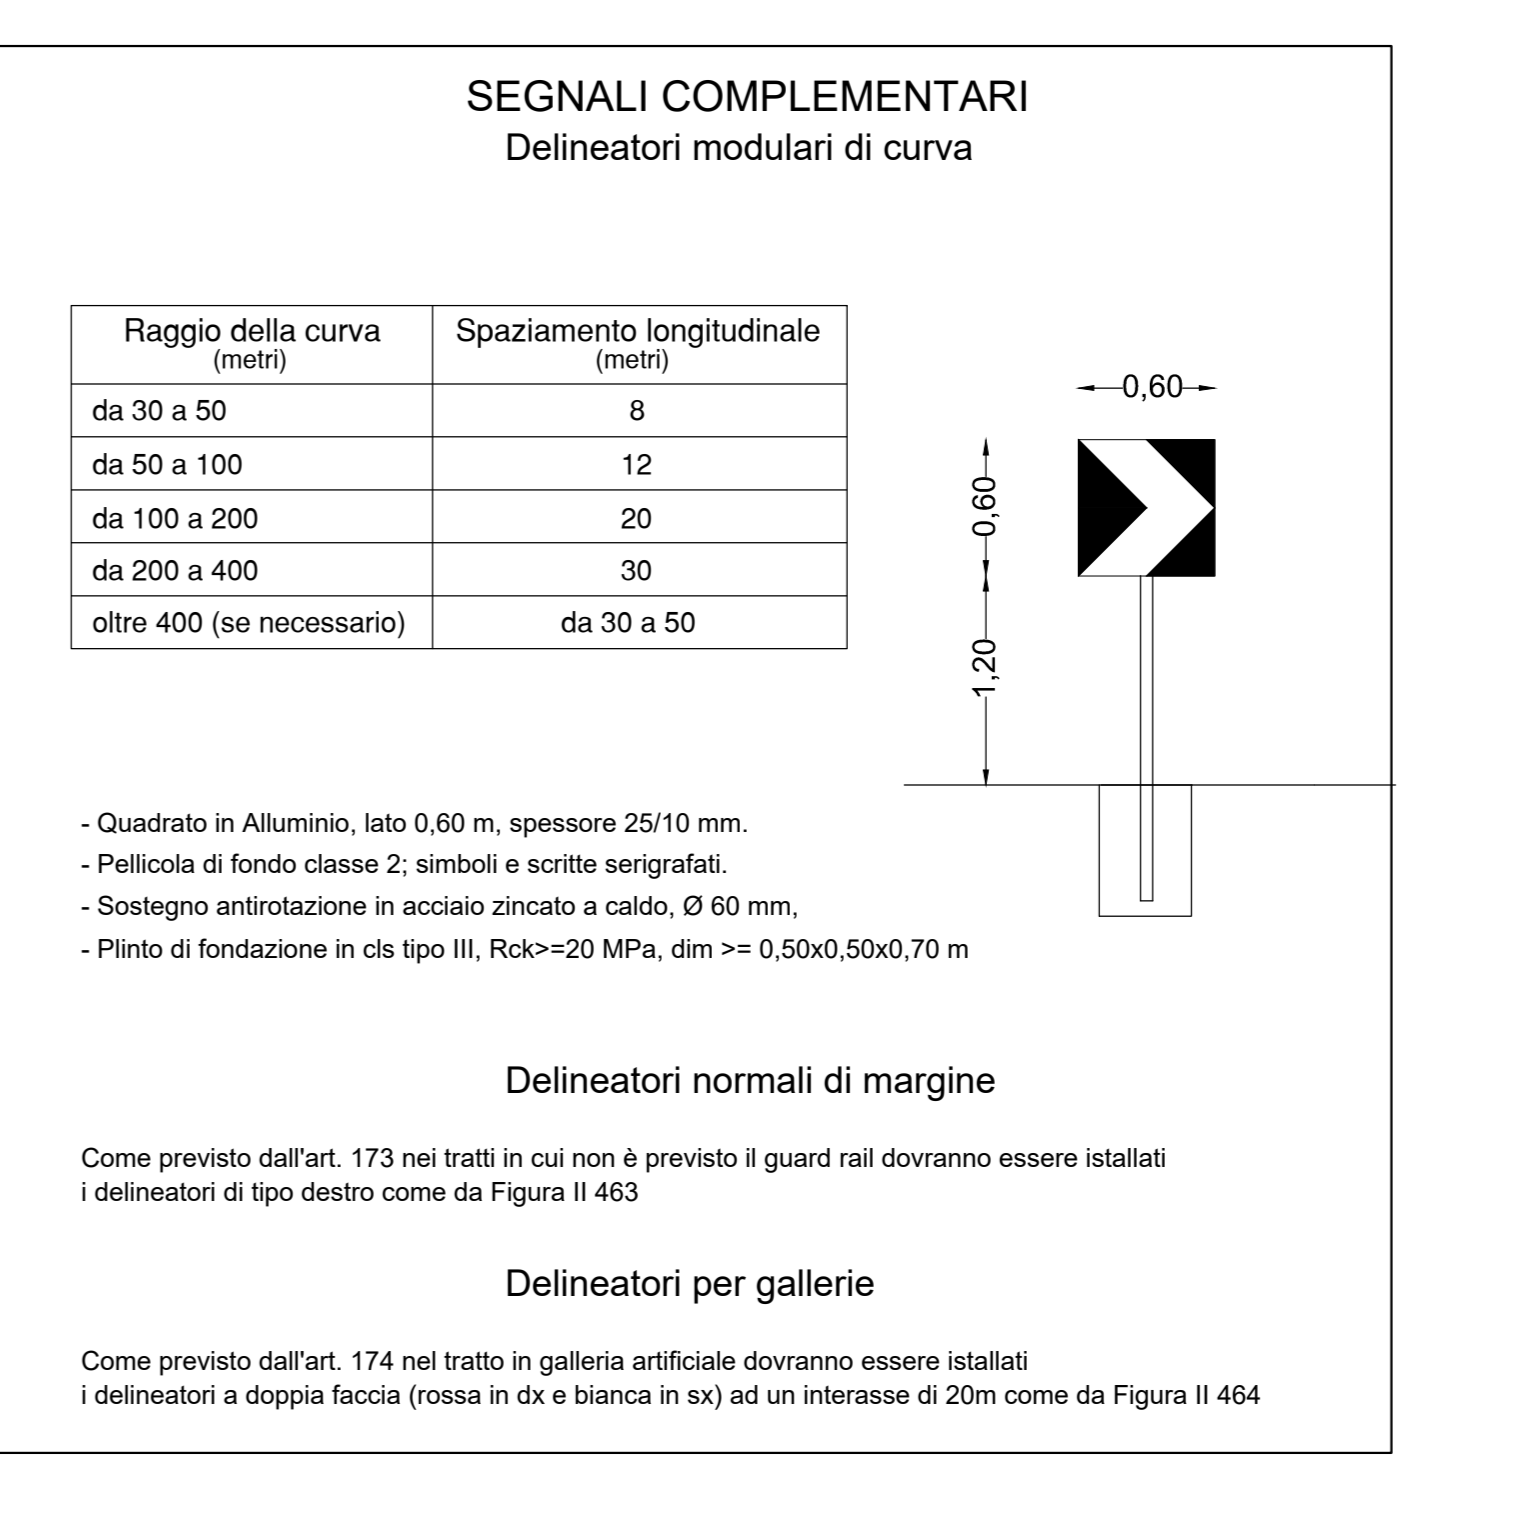 SEGNALI COMPLEMENTARI
Delineatori modulari di curva
Raggio della curva Spaziamento longitudinale
(metri) (metri)
da 30 a 50 8
da 50 a 100 12
da 100 a 200 20
da 200 a 400 30
oltre 400 (se necessario) da 30 a 50
0,60
0,60
1,20
- Quadrato in Alluminio, lato 0,60 m, spessore 25/10 mm.
- Pellicola di fondo classe 2; simboli e scritte serigrafati.
- Sostegno antirotazione in acciaio zincato a caldo, Ø 60 mm,
- Plinto di fondazione in cls tipo III, Rck>=20 MPa, dim >= 0,50x0,50x0,70 m
Delineatori normali di margine
Come previsto dall'art. 173 nei tratti in cui non è previsto il guard rail dovranno essere istallati
i delineatori di tipo destro come da Figura II 463
Delineatori per gallerie
Come previsto dall'art. 174 nel tratto in galleria artificiale dovranno essere istallati
i delineatori a doppia faccia (rossa in dx e bianca in sx) ad un interasse di 20m come da Figura II 464